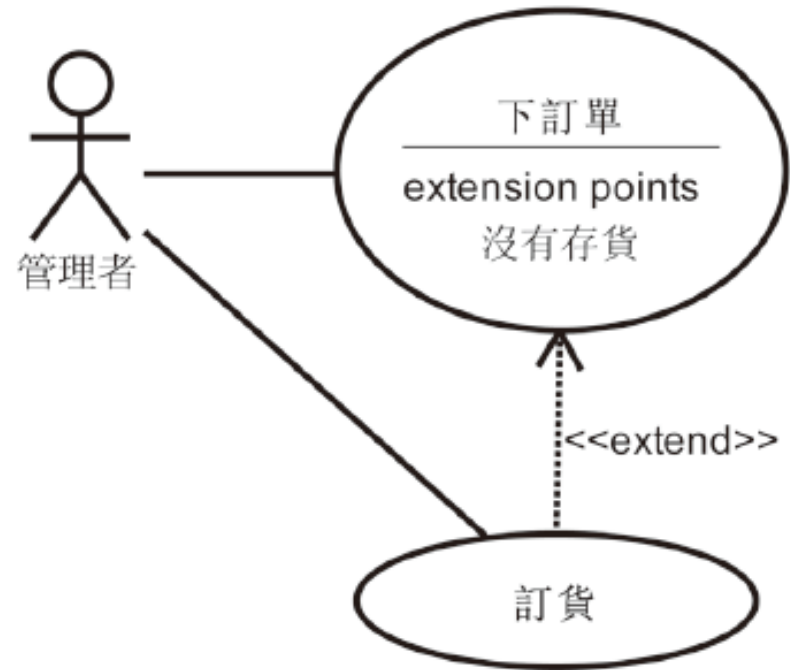 下訂單
extension points
沒有存貨
管理者
<<extend>>
訂貨